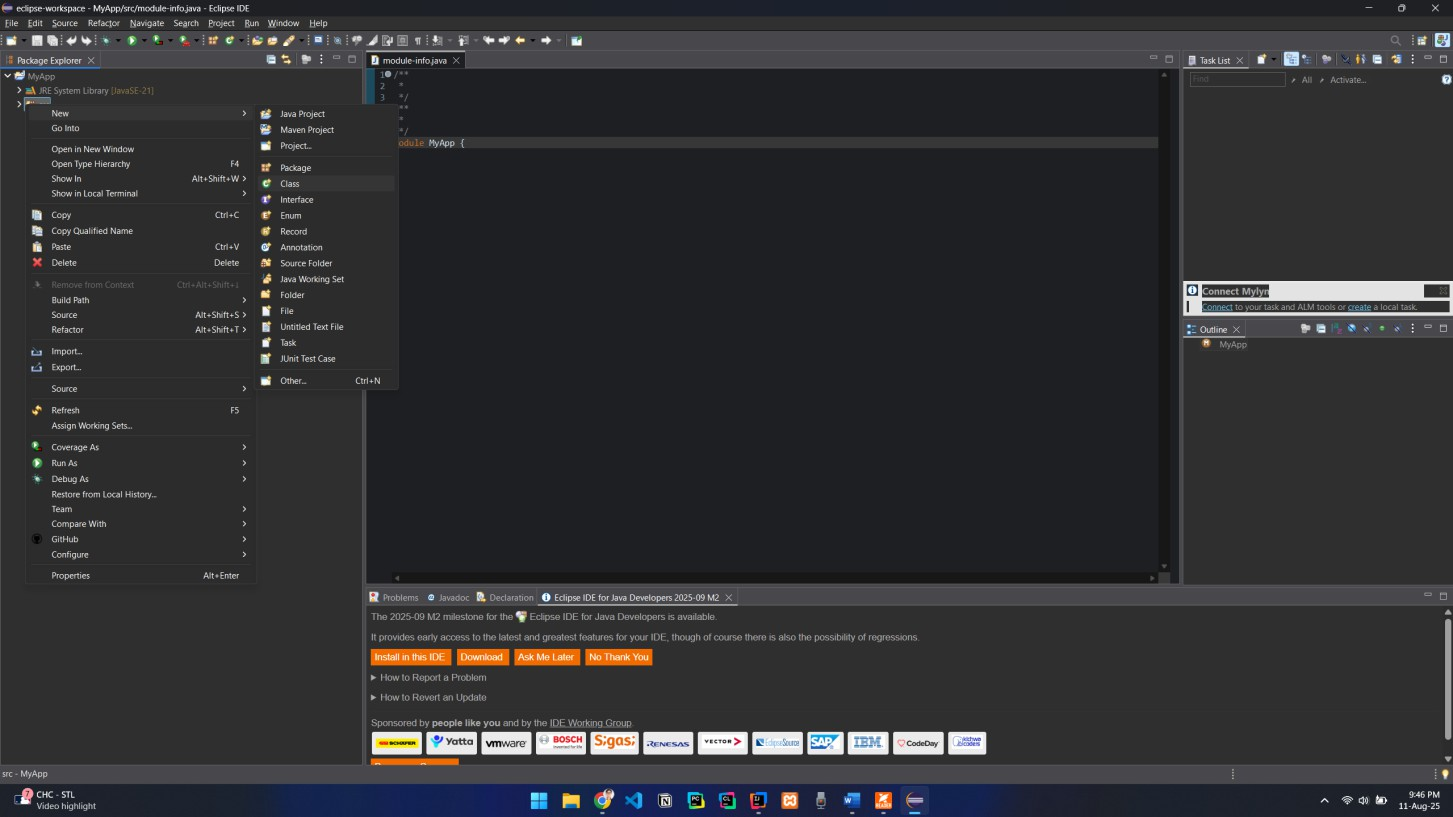 eclipse-workspace - MyApp/src/module-info.java - Eclipse IDE
File Edit Source Refactor Navigate Search Project Run Window Help
Package Explorer
MyApp
JRE System Library [JavaSE-21]
New
Go Into
Open in New Window
Open Type Hierarchy F4
Show In Alt+Shift+W
Show in Local Terminal
Copy Ctrl+C
Copy Qualified Name
Paste Ctrl+V
Delete Delete
Remove from Context Ctrl+Alt+Shift+↓
Build Path
Source Alt+Shift+S
Refactor Alt+Shift+T
Import...
Export...
Source
Refresh F5
Assign Working Sets...
Coverage As
Run As
Debug As
Restore from Local History...
Team
Compare With
GitHub
Configure
Properties Alt+Enter
Java Project
Maven Project
Project...
Package
Class
Interface
Enum
Record
Annotation
Source Folder
Java Working Set
Folder
File
Untitled Text File
Task
JUnit Test Case
Other... Ctrl+N
module-info.java
1 /**
2 *
3 */
**
*
*/
odule MyApp {
Task List
Find All Activate...
Connect Mylyn
Connect to your task and ALM tools or create a local task.
Outline
MyApp
Problems Javadoc Declaration Eclipse IDE for Java Developers 2025-09 M2
The 2025-09 M2 milestone for the Eclipse IDE for Java Developers is available.
It provides early access to the latest and greatest features for your IDE, though of course there is also the possibility of regressions.
Install in this IDE Download Ask Me Later No Thank You
How to Report a Problem
How to Revert an Update
Sponsored by people like you and by the IDE Working Group.
SCHÄFER Yatta vmware BOSCH Sigasi RENESAS VECTOR EclipseSource SAP IBM CodeDay
src - MyApp
7
CHC - STL
Video highlight
9:46 PM
11-Aug-25